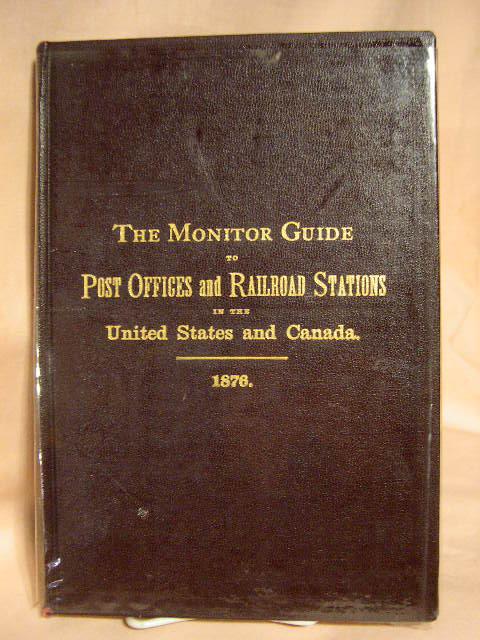 The Monitor Guide
to
Post Offices and Railroad Stations
in the
United States and Canada.
1876.